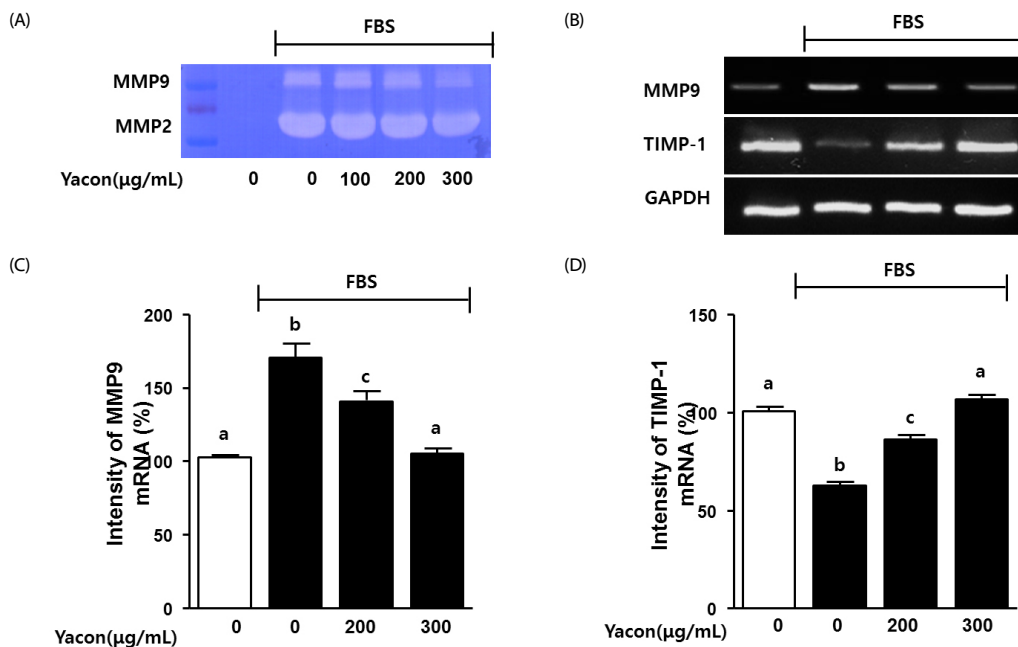 (A)
FBS
MMP9
MMP2
Yacon(µg/mL) 0 0 100 200 300
(B)
FBS
MMP9
TIMP-1
GAPDH
(C)
FBS
Intensity of MMP9
mRNA (%)
200
150
100
50
0
a
b
c
a
Yacon(µg/mL) 0 0 200 300
(D)
FBS
Intensity of TIMP-1
mRNA (%)
150
100
50
0
a
b
c
a
Yacon(µg/mL) 0 0 200 300